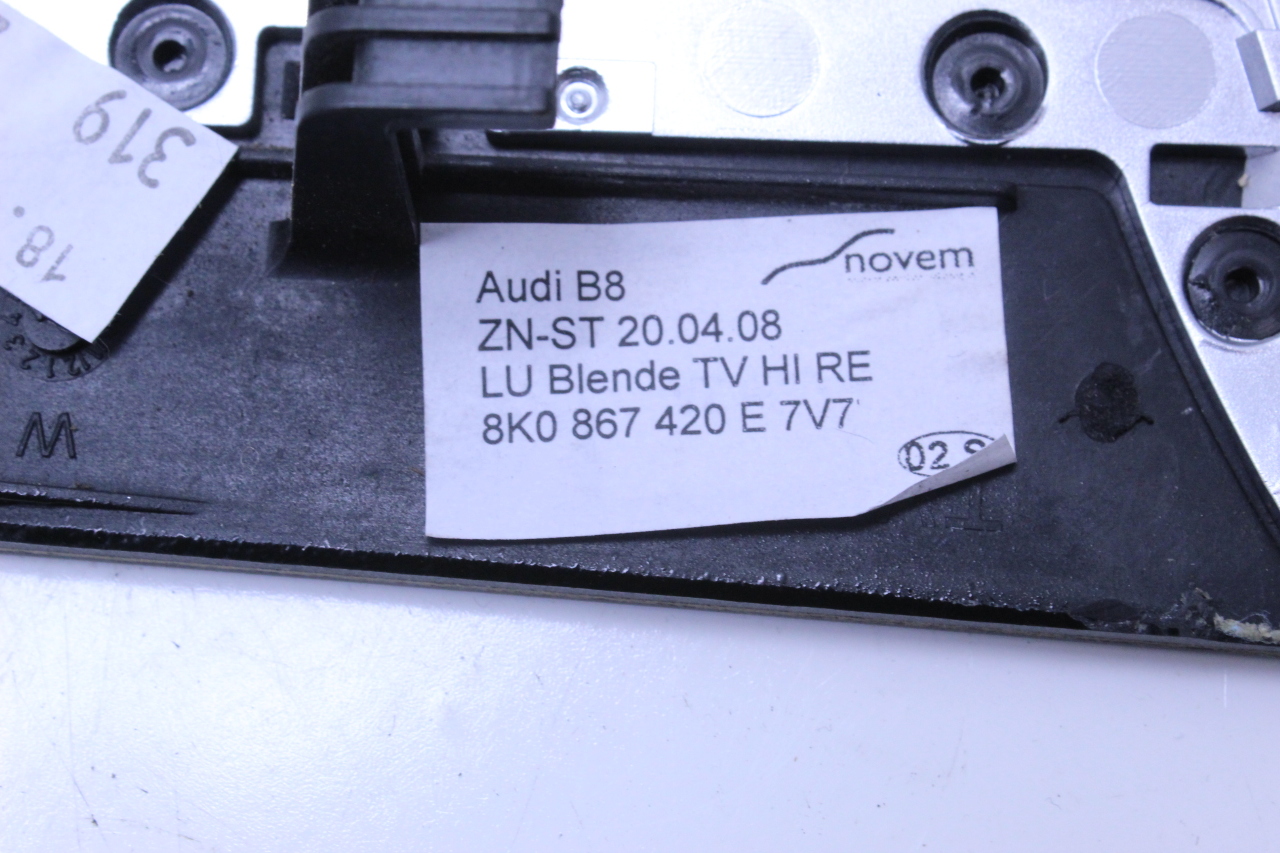 319
18.
novem
Audi B8
ZN-ST 20.04.08
LU Blende TV HI RE
8K0 867 420 E 7V7
02
W